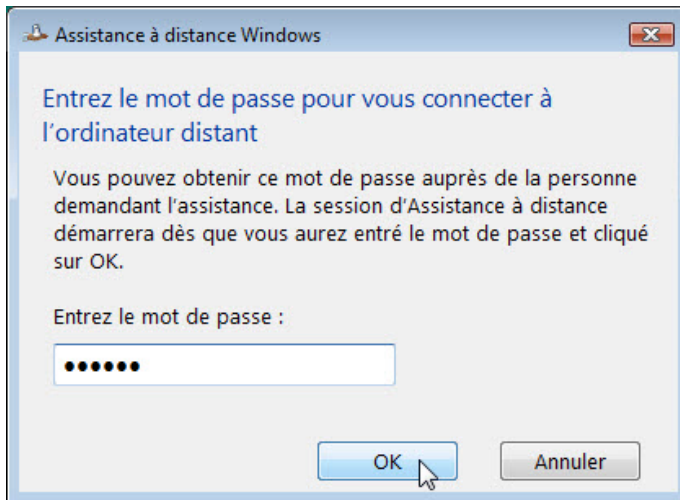 Assistance à distance Windows
Entrez le mot de passe pour vous connecter à
l'ordinateur distant
Vous pouvez obtenir ce mot de passe auprès de la personne
demandant l'assistance. La session d'Assistance à distance
démarrera dès que vous aurez entré le mot de passe et cliqué
sur OK.
Entrez le mot de passe :
••••••
OK Annuler